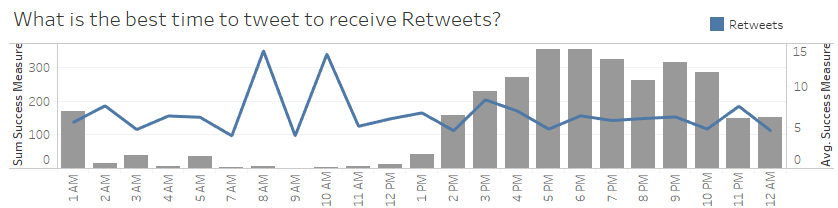 What is the best time to tweet to receive Retweets?
Retweets
Sum Success Measure
300
200
100
0
15
10
5
0
Avg. Success Measure
1 AM
2 AM
3 AM
4 AM
5 AM
7 AM
8 AM
9 AM
10 AM
11 AM
12 PM
1 PM
2 PM
3 PM
4 PM
5 PM
6 PM
7 PM
8 PM
9 PM
10 PM
11 PM
12 AM